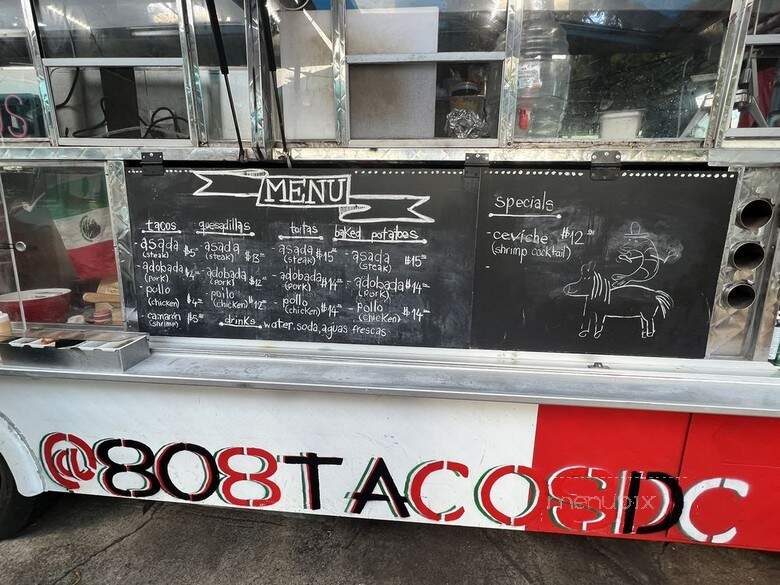 MENU
tacos
- asada $5
(steak)
- adobada $4
(pork)
- pollo
(chicken) $4
- camarón $5
(shrimp)
quesadillas
- asada $13
(steak)
- adobada $12
(pork)
- pollo
(chicken) $12
tortas
- asada $15
(steak)
- adobada $14
(pork)
- pollo $14
(chicken)
baked potatoes
- asada $15
(steak)
- adobada $14
(pork)
- pollo $14
(chicken)
drinks water, soda, aguas frescas
specials
- ceviche $12
(shrimp cocktail)
-
@808TACOSDC
menupix